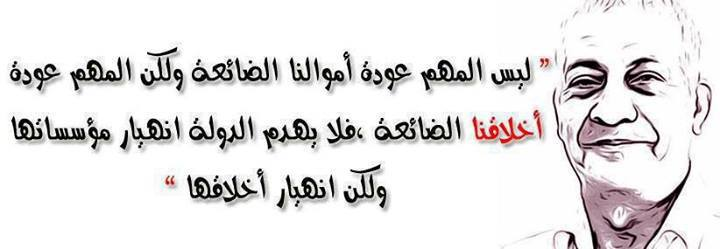 " ليس المهم عودة أموالنا الضائعة ولكن المهم عودة
أخلاقنا الضائعة ،فلا يهدم الدولة انهيار مؤسساتها
ولكن انهيار أخلاقها "